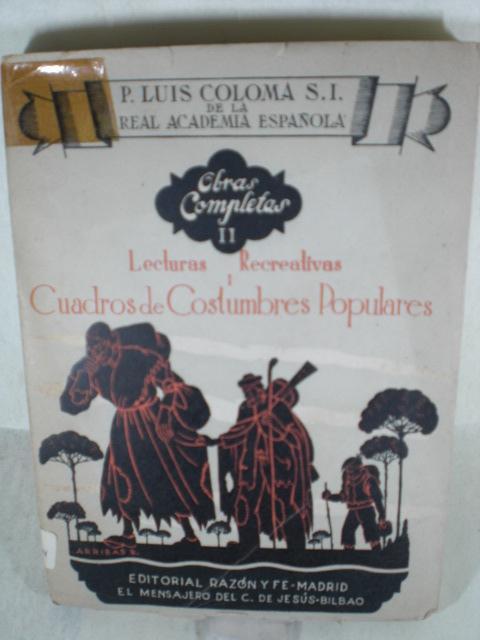 P. LUIS COLOMA S.I.
DE LA
REAL ACADEMIA ESPAÑOLA
Obras
Completas
II
Lecturas Recreativas
I
Cuadros de Costumbres Populares
ARRIBAS S.
EDITORIAL RAZÓN Y FE-MADRID
EL MENSAJERO DEL C. DE JESÚS-BILBAO